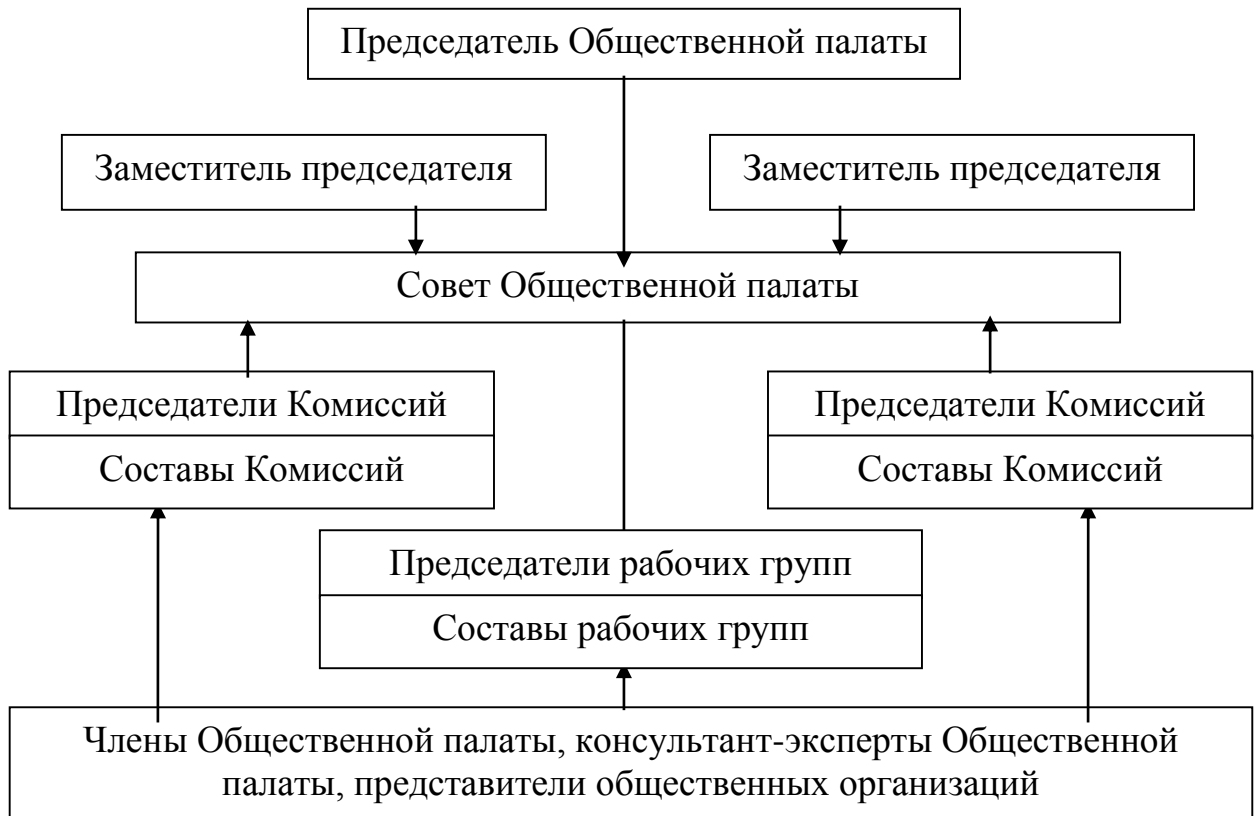 Председатель Общественной палаты
Заместитель председателя
Заместитель председателя
Совет Общественной палаты
Председатели Комиссий
Составы Комиссий
Председатели Комиссий
Составы Комиссий
Председатели рабочих групп
Составы рабочих групп
Члены Общественной палаты, консультант-эксперты Общественной
палаты, представители общественных организаций